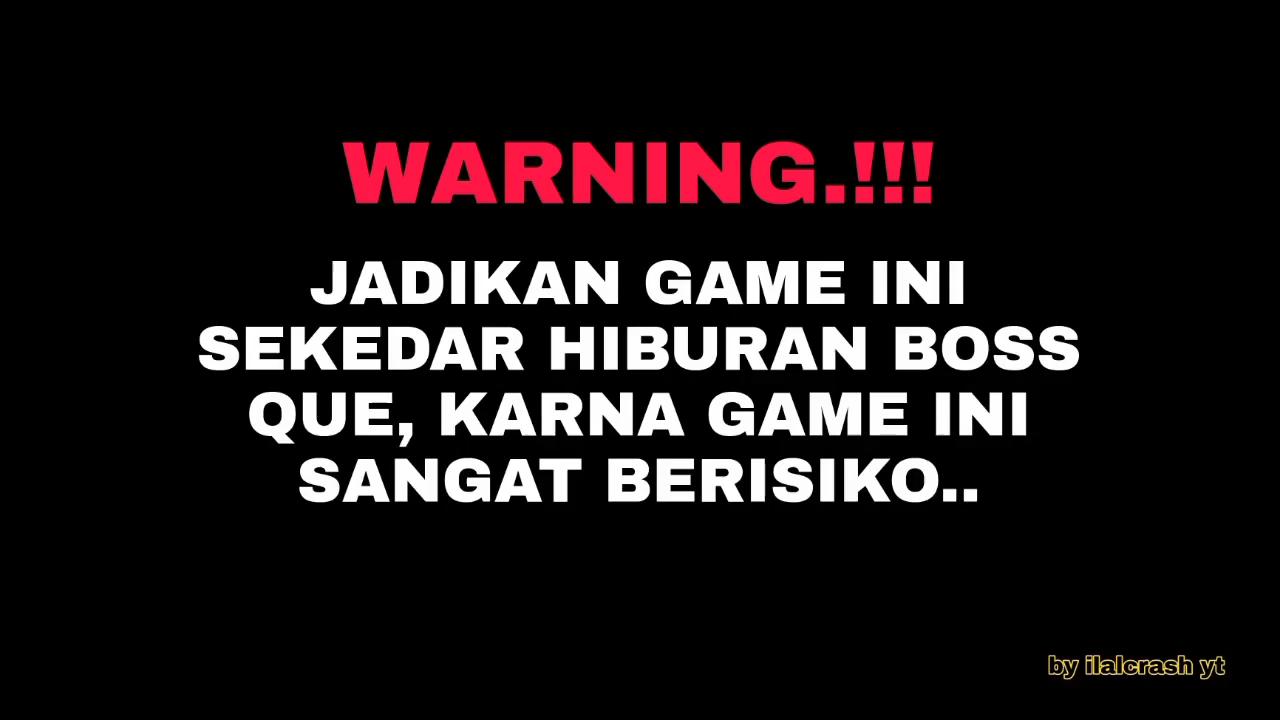 WARNING.!!!
JADIKAN GAME INI
SEKEDAR HIBURAN BOSS
QUE, KARNA GAME INI
SANGAT BERISIKO..
by ilalcrash yt